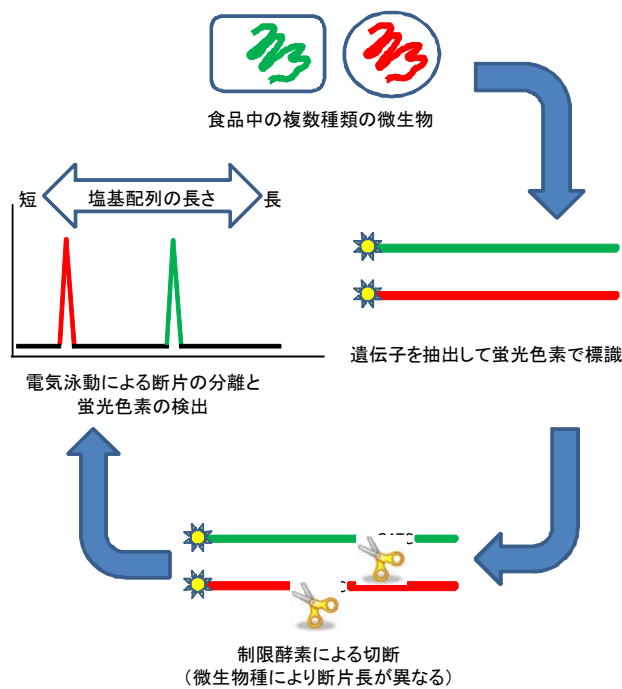 食品中の複数種類の微生物
短
塩基配列の長さ
長
遺伝子を抽出して蛍光色素で標識
電気泳動による断片の分離と
蛍光色素の検出
制限酵素による切断
(微生物種により断片長が異なる)